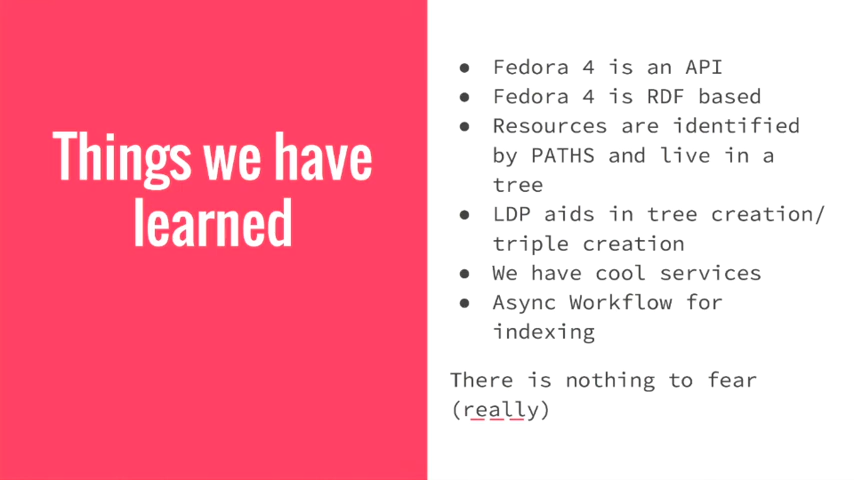 Things we have
learned
● Fedora 4 is an API
● Fedora 4 is RDF based
● Resources are identified
by PATHS and live in a
tree
● LDP aids in tree creation/
triple creation
● We have cool services
● Async Workflow for
indexing
There is nothing to fear
(really)